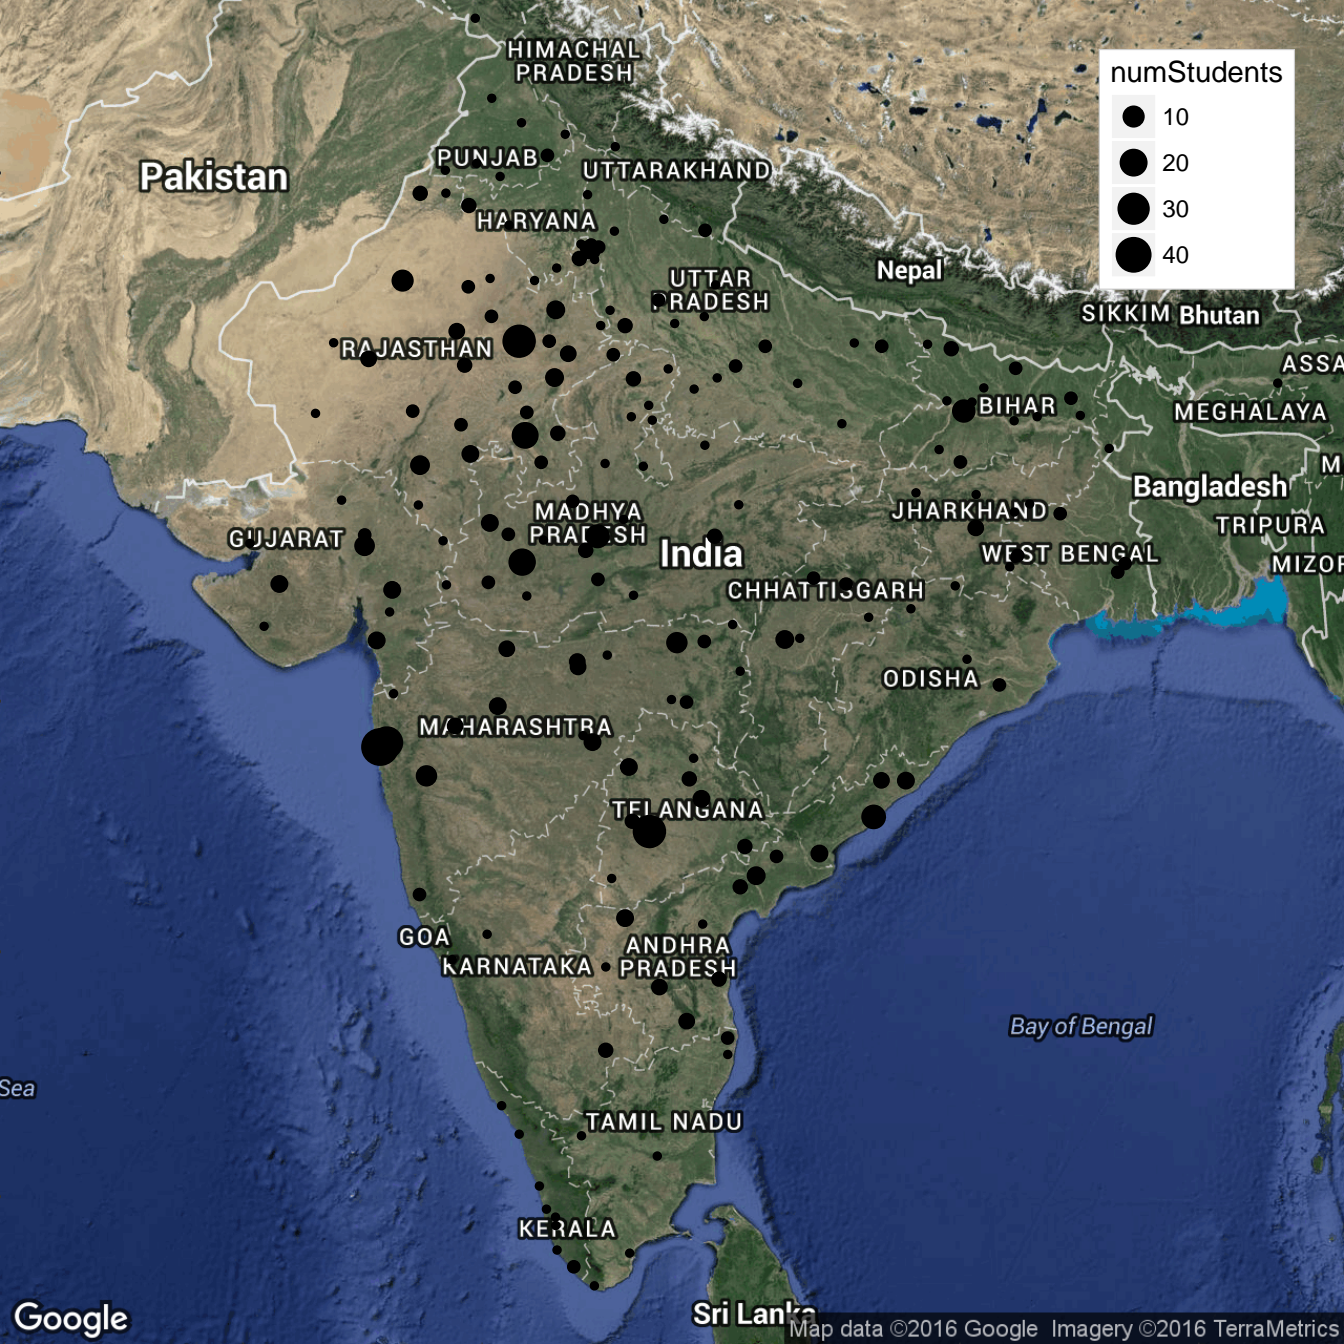 HIMACHAL
PRADESH
numStudents
10
20
30
40
PUNJAB
UTTARAKHAND
Pakistan
HARYANA
Nepal
UTTAR
PRADESH
SIKKIM
Bhutan
RAJASTHAN
ASSA
BIHAR
MEGHALAYA
M
Bangladesh
MADHYA
PRADESH
JHARKHAND
TRIPURA
GUJARAT
India
WEST BENGAL
MIZOR
CHHATTISGARH
ODISHA
MAHARASHTRA
TELANGANA
GOA
ANDHRA
PRADESH
KARNATAKA
Bay of Bengal
Sea
TAMIL NADU
KERALA
Sri Lanka
Google
Map data ©2016 Google Imagery ©2016 TerraMetrics